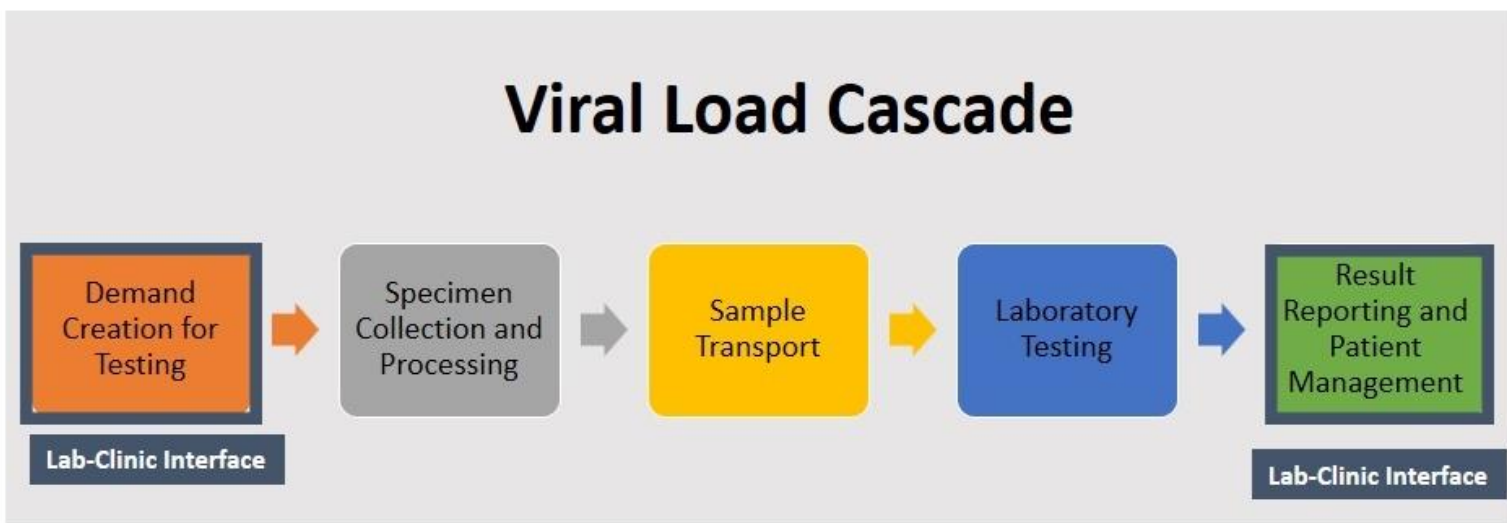 Viral Load Cascade
Demand
Creation for
Testing
Specimen
Collection and
Processing
Sample
Transport
Laboratory
Testing
Result
Reporting and
Patient
Management
Lab-Clinic Interface
Lab-Clinic Interface